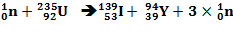 ¹₀n + ²³⁵₉₂U ➔ ¹³⁹₅₃I + ⁹⁴₃₉Y + 3 × ¹₀n